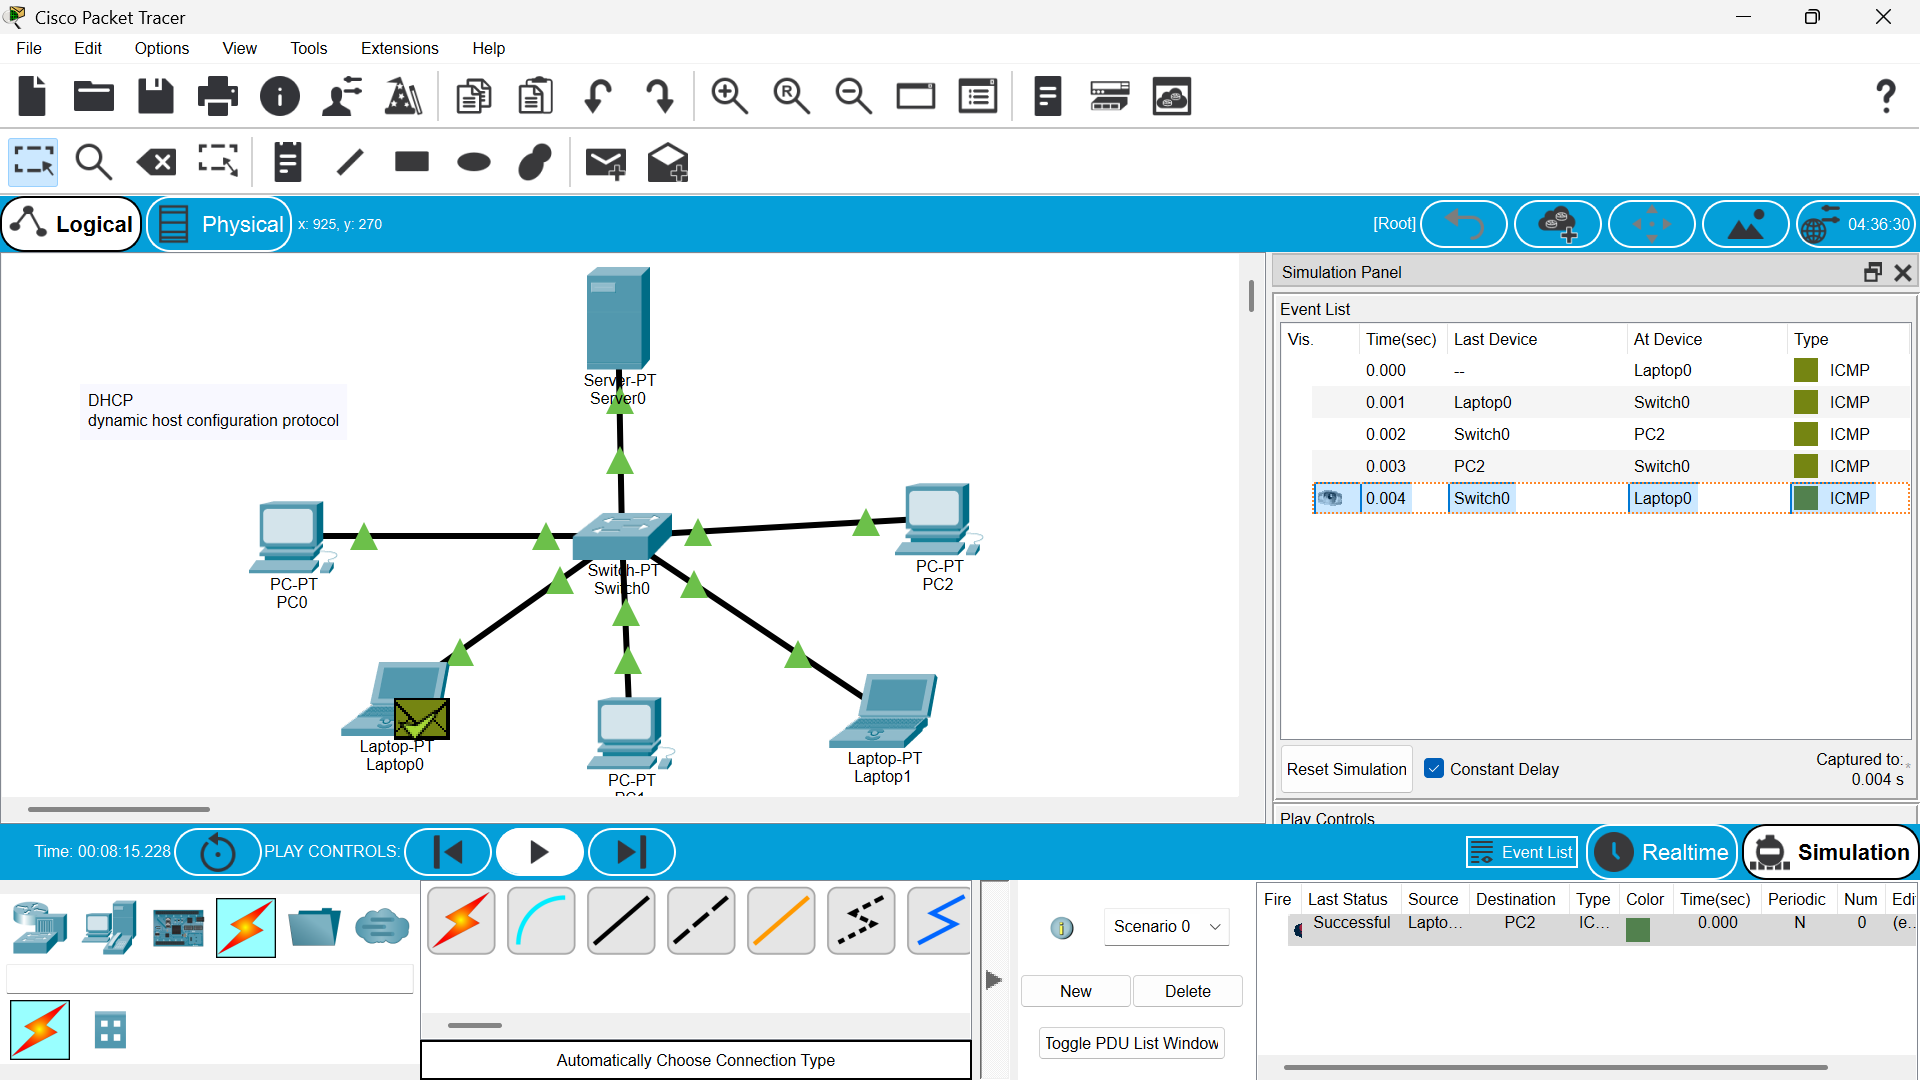 Cisco Packet Tracer
File Edit Options View Tools Extensions Help
Logical Physical x: 925, y: 270 [Root] 04:36:30
DHCP
dynamic host configuration protocol
Server-PT
Server0
PC-PT
PC0
Switch-PT
Switch0
PC-PT
PC2
Laptop-PT
Laptop0
PC-PT
PC1
Laptop-PT
Laptop1
Simulation Panel
Event List
Vis. Time(sec) Last Device At Device Type
0.000 -- Laptop0 ICMP
0.001 Laptop0 Switch0 ICMP
0.002 Switch0 PC2 ICMP
0.003 PC2 Switch0 ICMP
0.004 Switch0 Laptop0 ICMP
Reset Simulation Constant Delay Captured to: *
0.004 s
Play Controls
Time: 00:08:15.228 PLAY CONTROLS: Event List Realtime Simulation
Automatically Choose Connection Type
Scenario 0
New Delete
Toggle PDU List Window
Fire Last Status Source Destination Type Color Time(sec) Periodic Num Edi
Successful Lapto... PC2 IC... 0.000 N 0 (e...